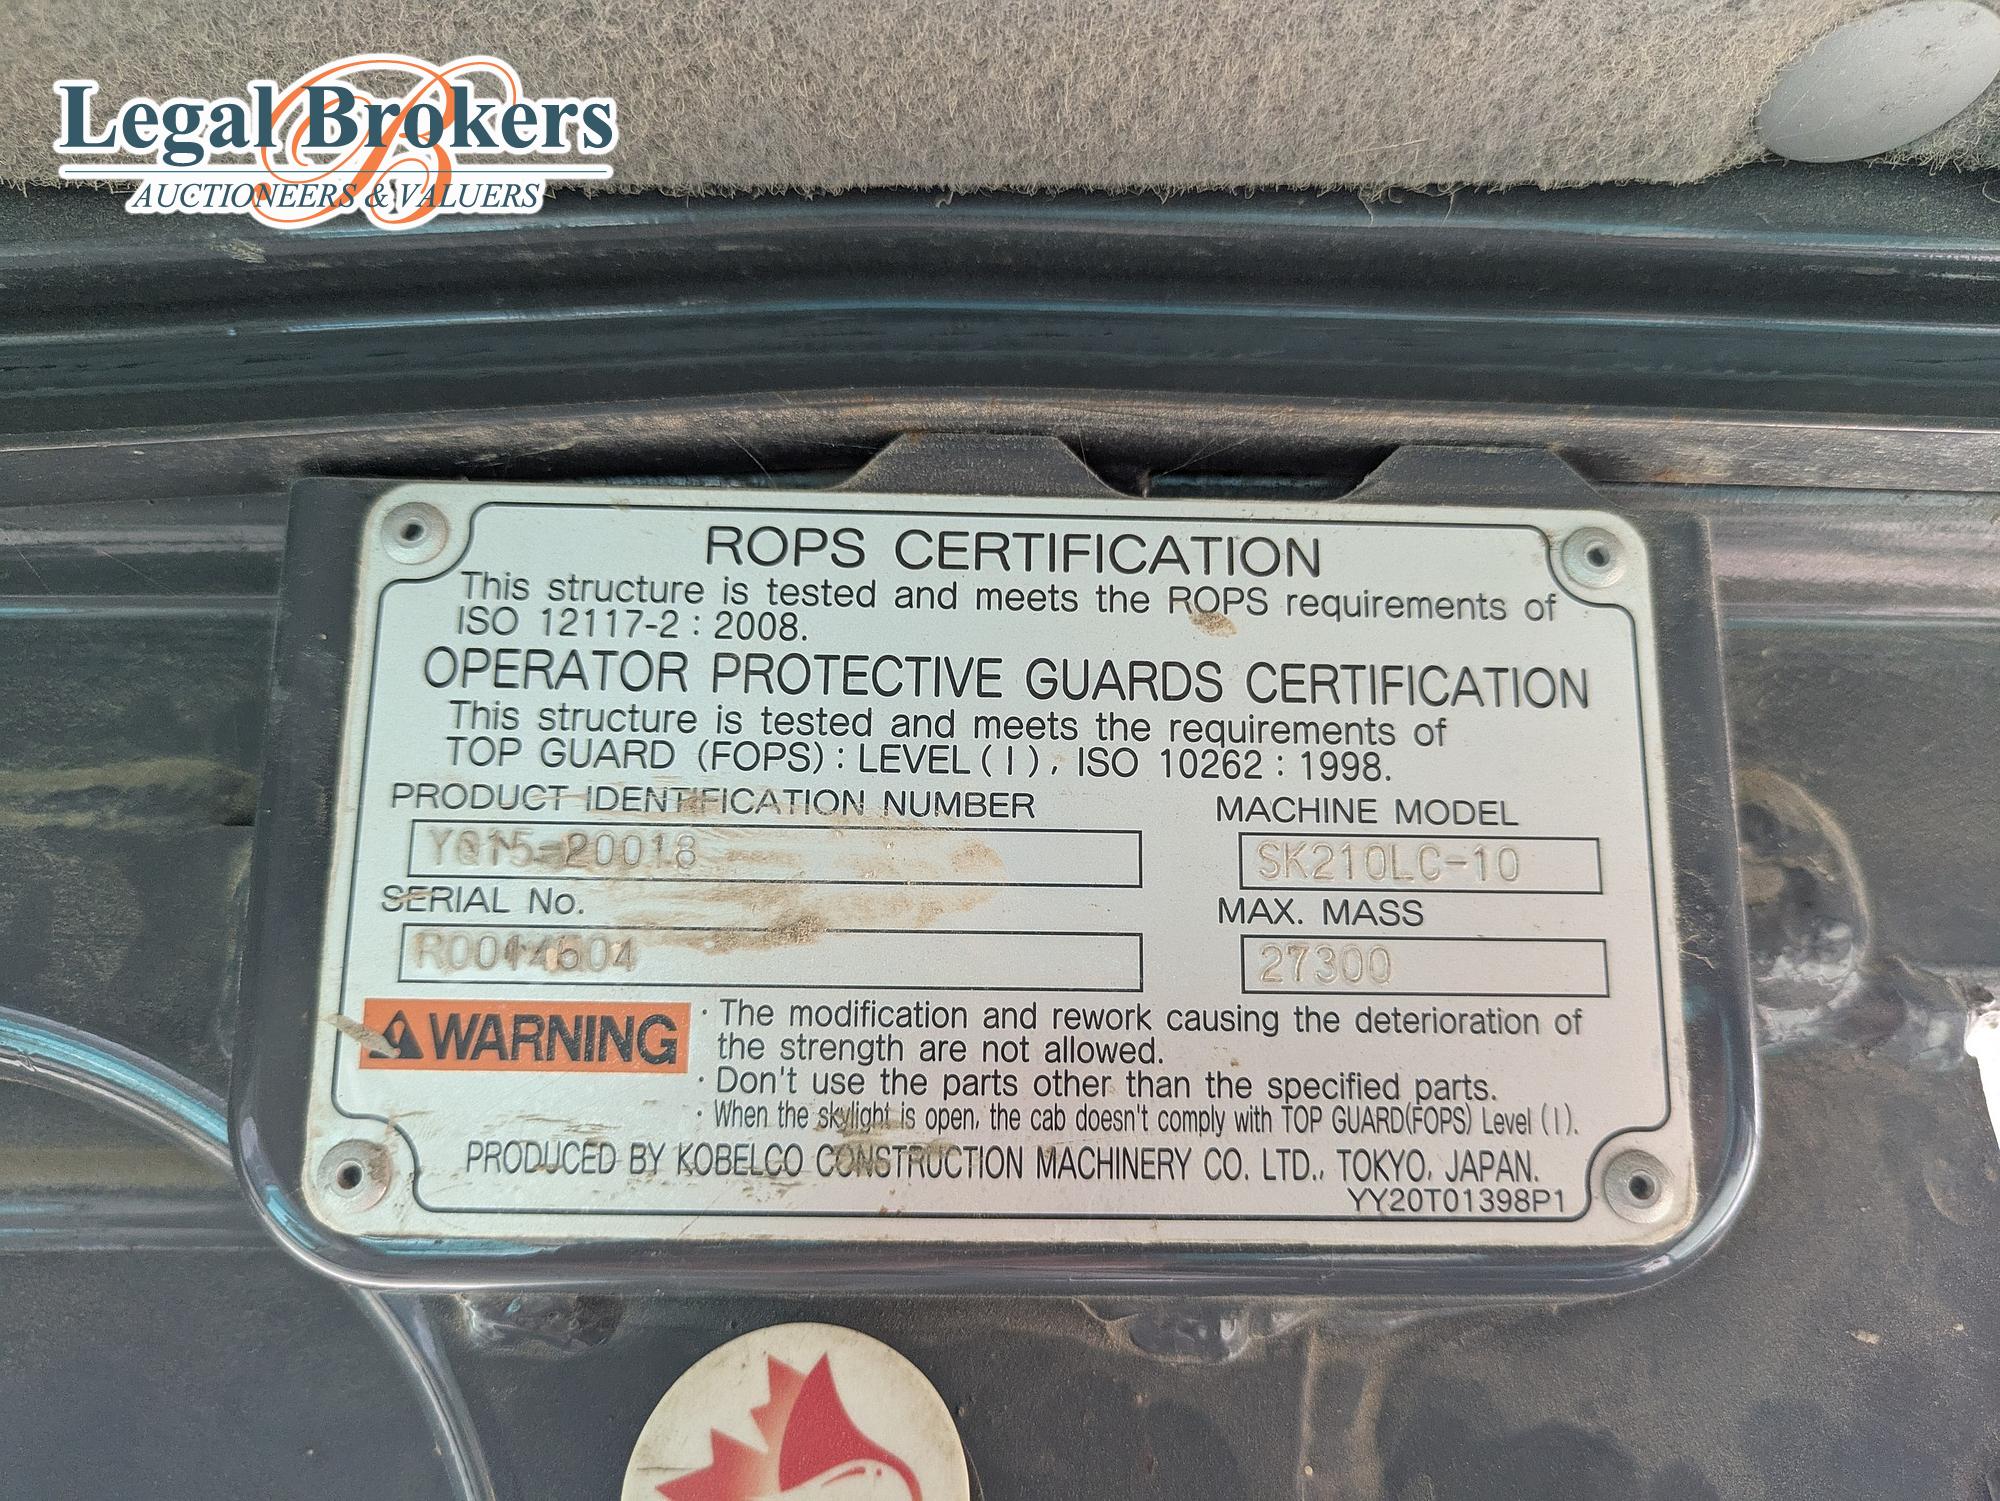 Legal Brokers
AUCTIONEERS & VALUERS
ROPS CERTIFICATION
This structure is tested and meets the ROPS requirements of
ISO 12117-2 : 2008.
OPERATOR PROTECTIVE GUARDS CERTIFICATION
This structure is tested and meets the requirements of
TOP GUARD (FOPS) : LEVEL ( I ), ISO 10262 : 1998.
PRODUCT IDENTIFICATION NUMBER
MACHINE MODEL
YQ15-20018
SK210LC-10
SERIAL No.
MAX. MASS
R0014604
27300
WARNING
· The modification and rework causing the deterioration of
the strength are not allowed.
· Don't use the parts other than the specified parts.
· When the skylight is open, the cab doesn't comply with TOP GUARD(FOPS) Level ( I ).
PRODUCED BY KOBELCO CONSTRUCTION MACHINERY CO. LTD., TOKYO, JAPAN.
YY20T01398P1